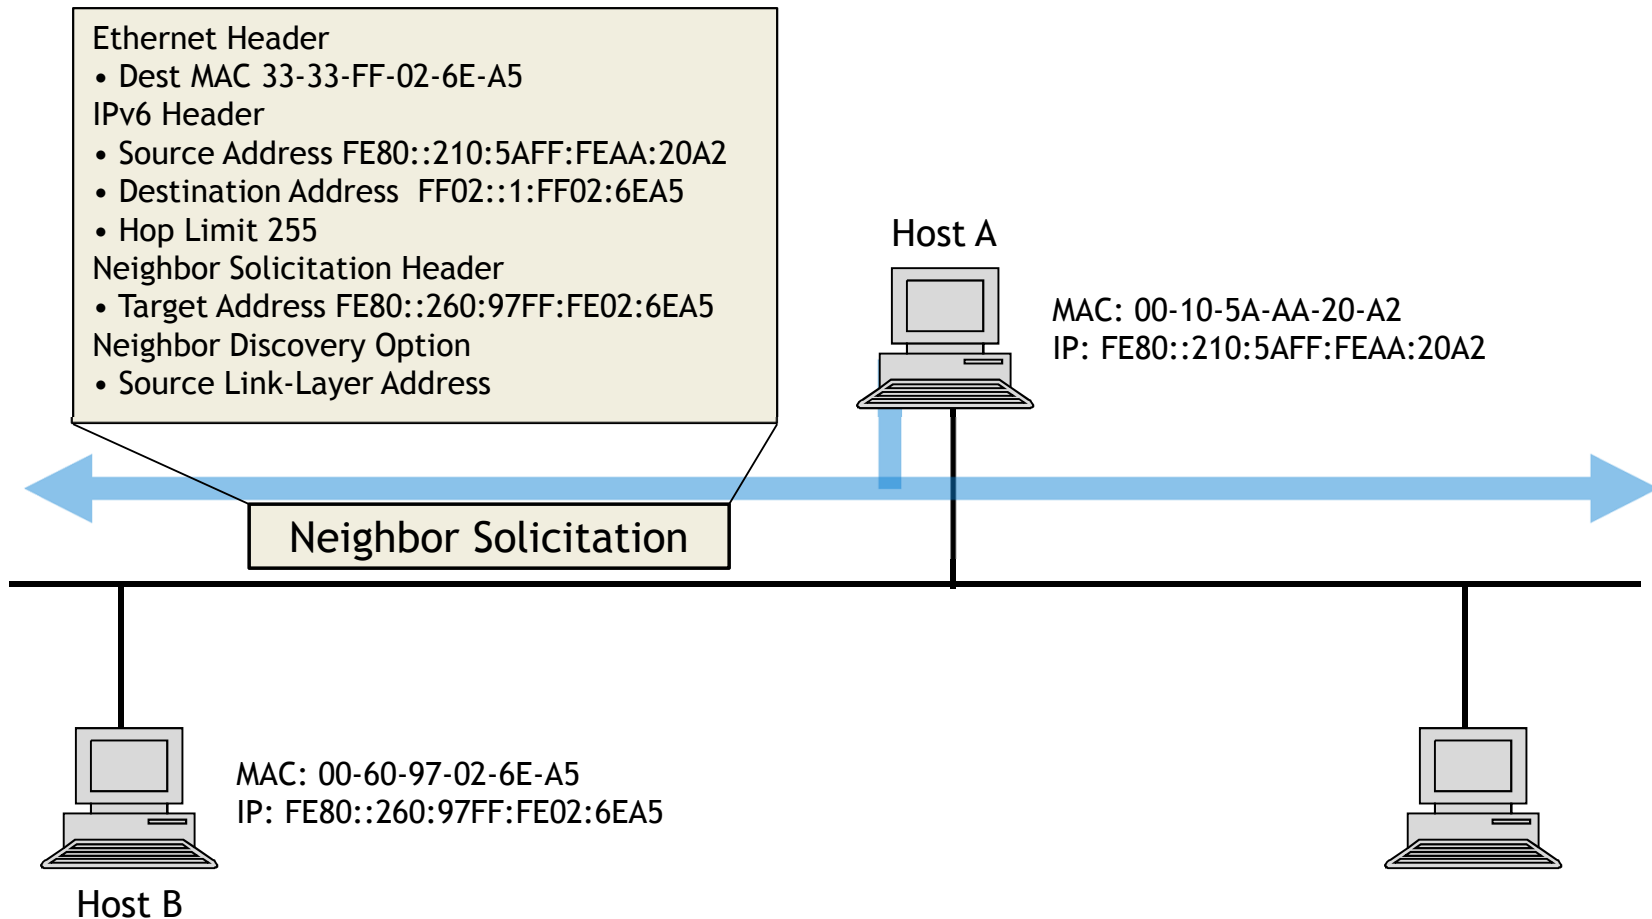 Ethernet Header
• Dest MAC 33-33-FF-02-6E-A5
IPv6 Header
• Source Address FE80::210:5AFF:FEAA:20A2
• Destination Address FF02::1:FF02:6EA5
• Hop Limit 255
Neighbor Solicitation Header
• Target Address FE80::260:97FF:FE02:6EA5
Neighbor Discovery Option
• Source Link-Layer Address
Host A
MAC: 00-10-5A-AA-20-A2
IP: FE80::210:5AFF:FEAA:20A2
Neighbor Solicitation
MAC: 00-60-97-02-6E-A5
IP: FE80::260:97FF:FE02:6EA5
Host B